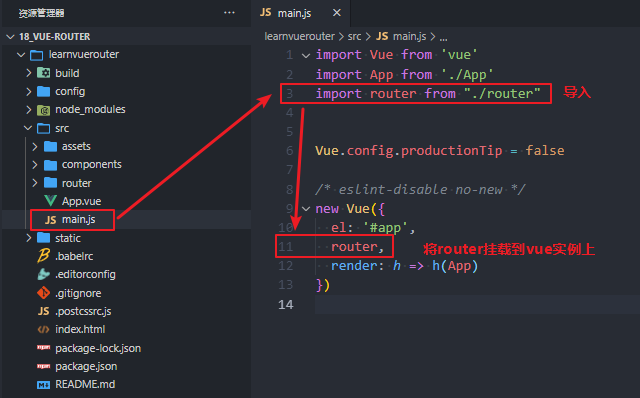 资源管理器
···
18_VUE-ROUTER
learnvuerouter
build
config
node_modules
src
assets
components
router
App.vue
JS main.js
static
.babelrc
.editorconfig
.gitignore
JS .postcssrc.js
index.html
package-lock.json
package.json
README.md
JS main.js ×
learnvuerouter > src > JS main.js > ...
1 import Vue from 'vue'
2 import App from './App'
3 import router from "./router" 导入
4
5
6 Vue.config.productionTip = false
7
8 /* eslint-disable no-new */
9 new Vue({
10 el: '#app',
11 router, 将router挂载到vue实例上
12 render: h => h(App)
13 })
14